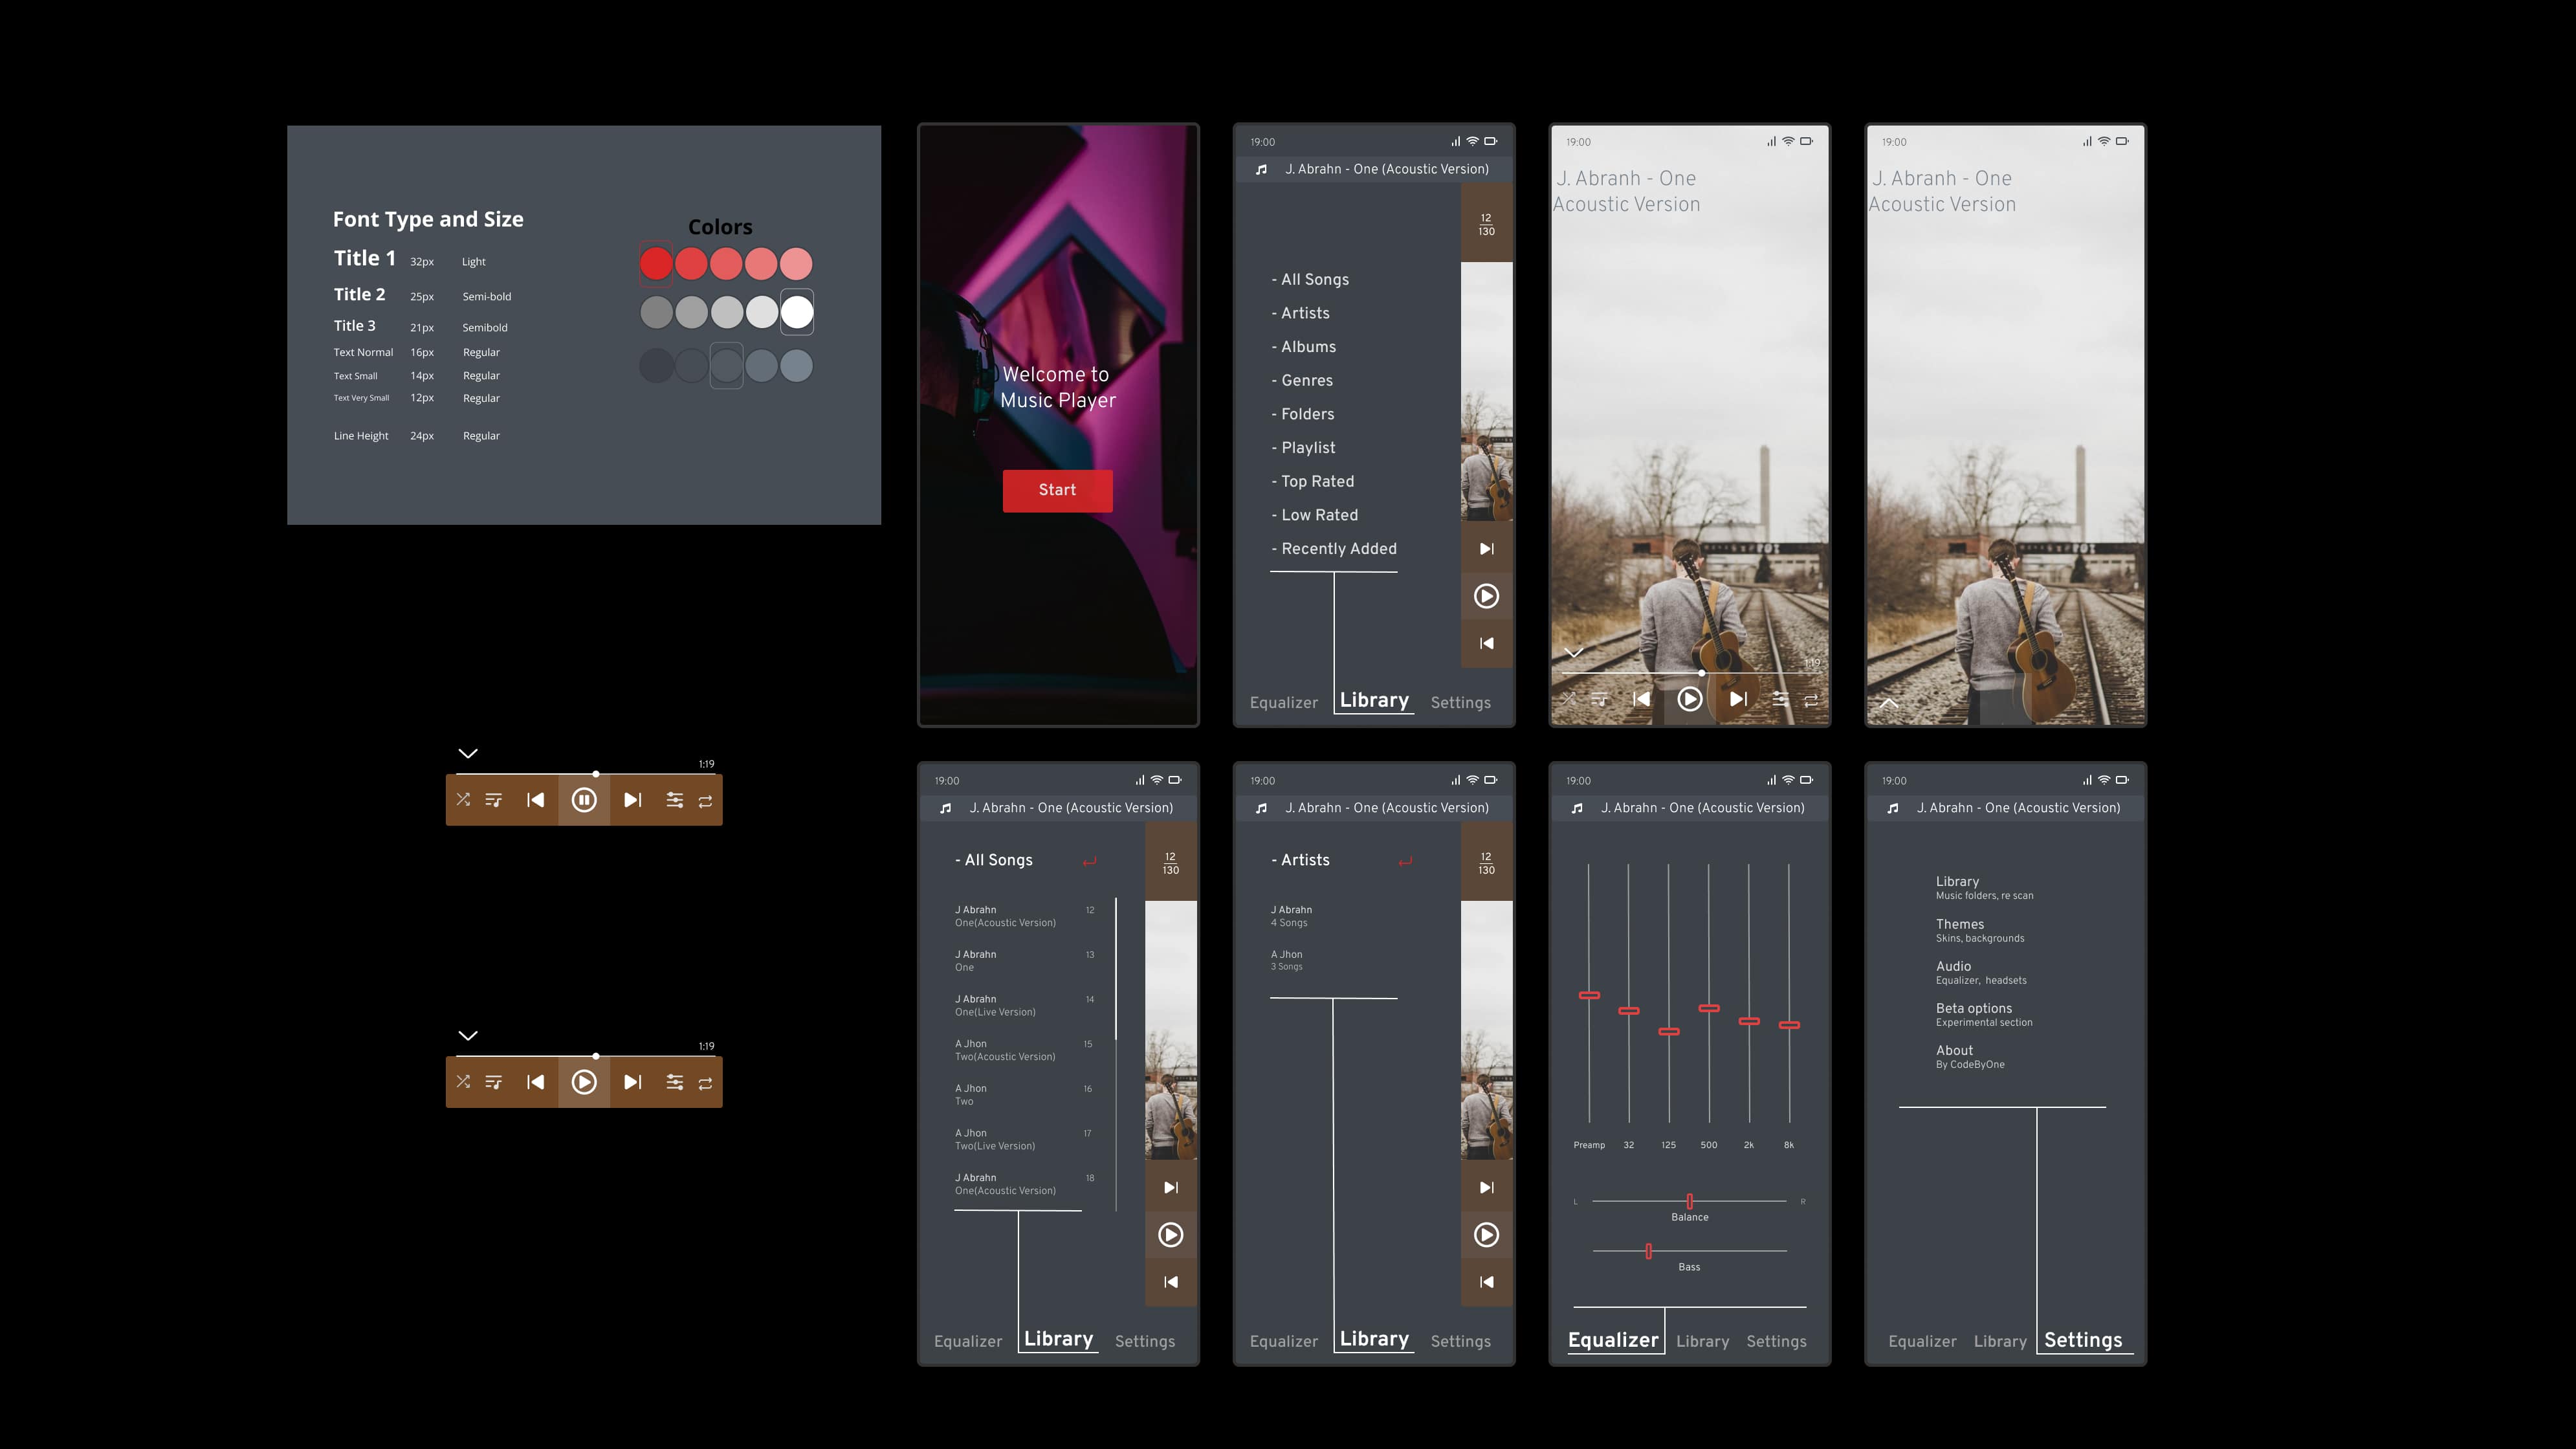 Font Type and Size
Title 1 32px Light
Title 2 25px Semi-bold
Title 3 21px Semibold
Text Normal 16px Regular
Text Small 14px Regular
Text Very Small 12px Regular
Line Height 24px Regular
Colors
1:19
1:19
Welcome to
Music Player
Start
19:00
J. Abrahn - One (Acoustic Version)
12
130
- All Songs
- Artists
- Albums
- Genres
- Folders
- Playlist
- Top Rated
- Low Rated
- Recently Added
Equalizer Library Settings
19:00
J. Abranh - One
Acoustic Version
1:19
19:00
J. Abranh - One
Acoustic Version
19:00
J. Abrahn - One (Acoustic Version)
12
130
- All Songs
J Abrahn 12
One(Acoustic Version)
J Abrahn 13
One
J Abrahn 14
One(Live Version)
A Jhon 15
Two(Acoustic Version)
A Jhon 16
Two
A Jhon 17
Two(Live Version)
J Abrahn 18
One(Acoustic Version)
Equalizer Library Settings
19:00
J. Abrahn - One (Acoustic Version)
12
130
- Artists
J Abrahn
4 Songs
A Jhon
3 Songs
Equalizer Library Settings
19:00
J. Abrahn - One (Acoustic Version)
Preamp 32 125 500 2k 8k
L R
Balance
Bass
Equalizer Library Settings
19:00
J. Abrahn - One (Acoustic Version)
Library
Music folders, re scan
Themes
Skins, backgrounds
Audio
Equalizer, headsets
Beta options
Experimental section
About
By CodeByOne
Equalizer Library Settings